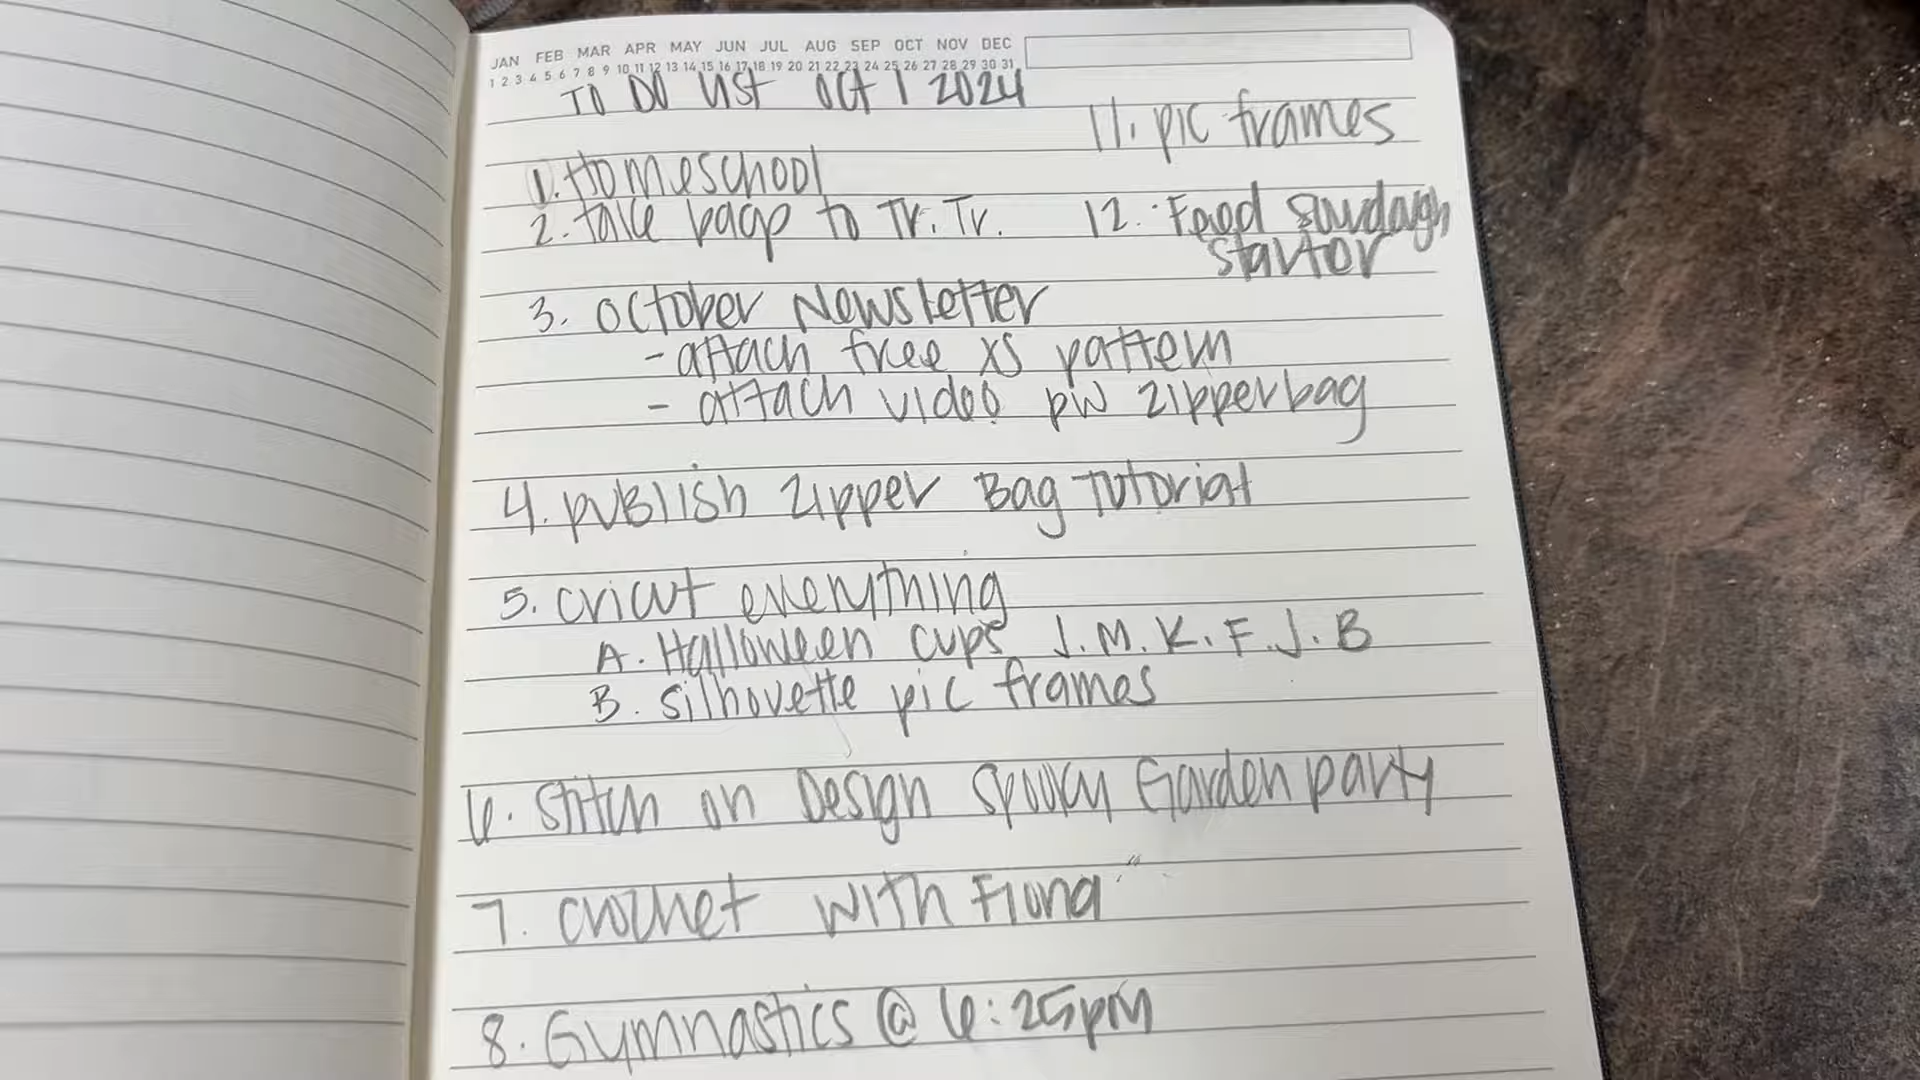 JAN FEB MAR APR MAY JUN JUL AUG SEP OCT NOV DEC
1 2 3 4 5 6 7 8 9 10 11 12 13 14 15 16 17 18 19 20 21 22 23 24 25 26 27 28 29 30 31
TO DO LIST OCT 1 2024
1. Homeschool
2. take bags to Tr. Tr.
3. October Newsletter
- attach free XS pattern
- attach video PW zipper bag
4. PUBLISH Zipper Bag Tutorial
5. Cricut everything
A. Halloween cups J. M. K. F. J. B
B. Silhouette pic frames
6. Stitch on Design Spooky Garden party
7. crochet with Fiona
8. Gymnastics @ 6:25pm
11. pic frames
12. Feed Sourdough
starter